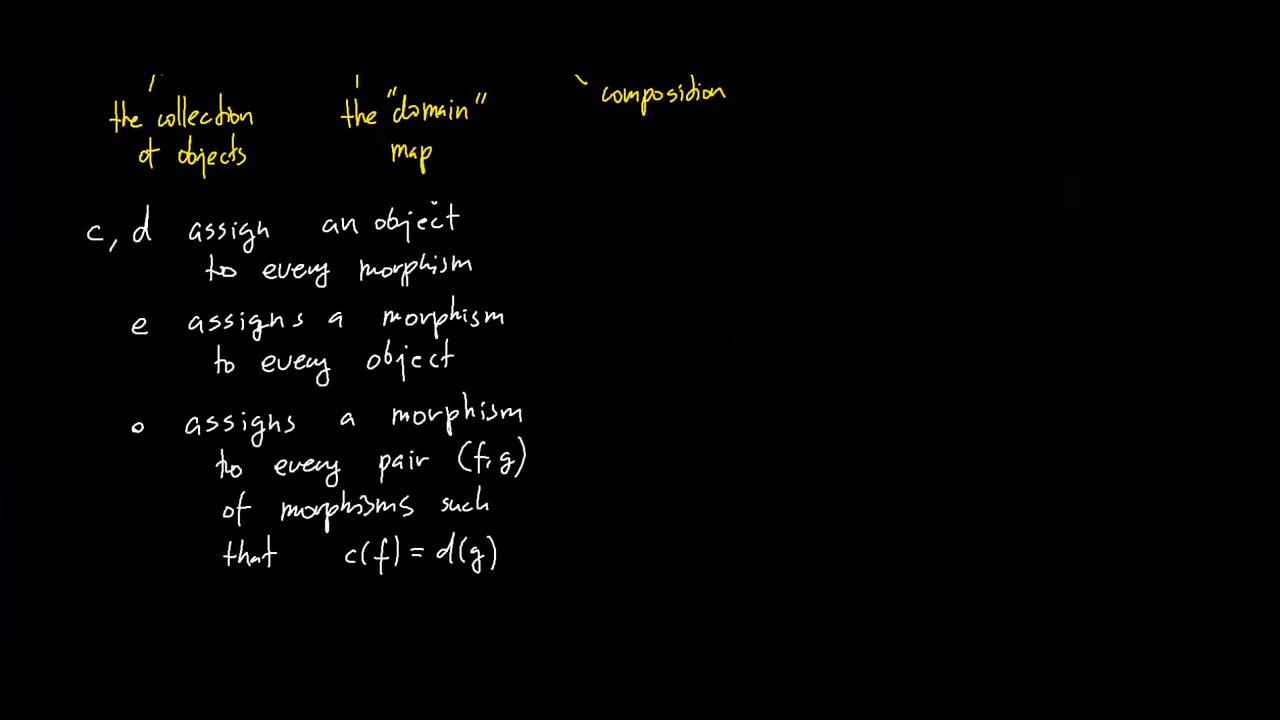 the collection
of objects
the "domain"
map
composition
c, d assign an object
to every morphism
e assigns a morphism
to every object
o assigns a morphism
to every pair (f, g)
of morphisms such
that c(f) = d(g)